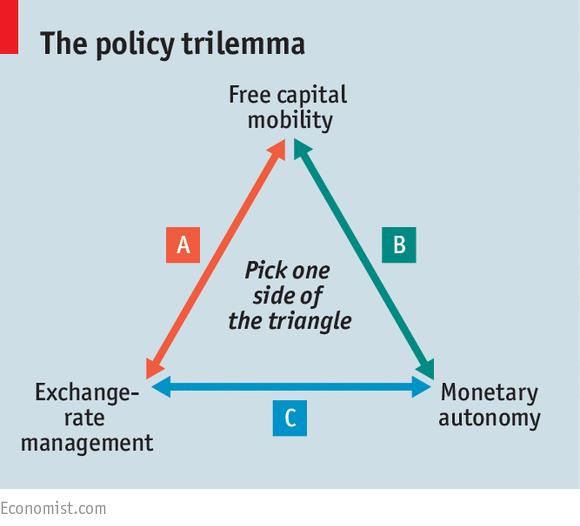 The policy trilemma
Free capital
mobility
A
B
Pick one
side of
the triangle
Exchange-
rate
management
C
Monetary
autonomy
Economist.com